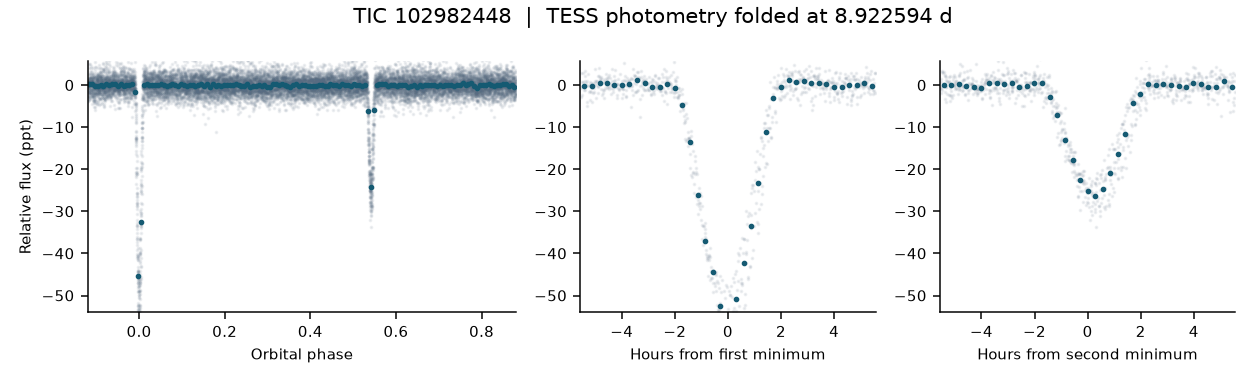 TIC 102982448 | TESS photometry folded at 8.922594 d
Relative flux (ppt)
0
−10
−20
−30
−40
−50
0.0 0.2 0.4 0.6 0.8
Orbital phase
0
−10
−20
−30
−40
−50
−4 −2 0 2 4
Hours from first minimum
0
−10
−20
−30
−40
−50
−4 −2 0 2 4
Hours from second minimum